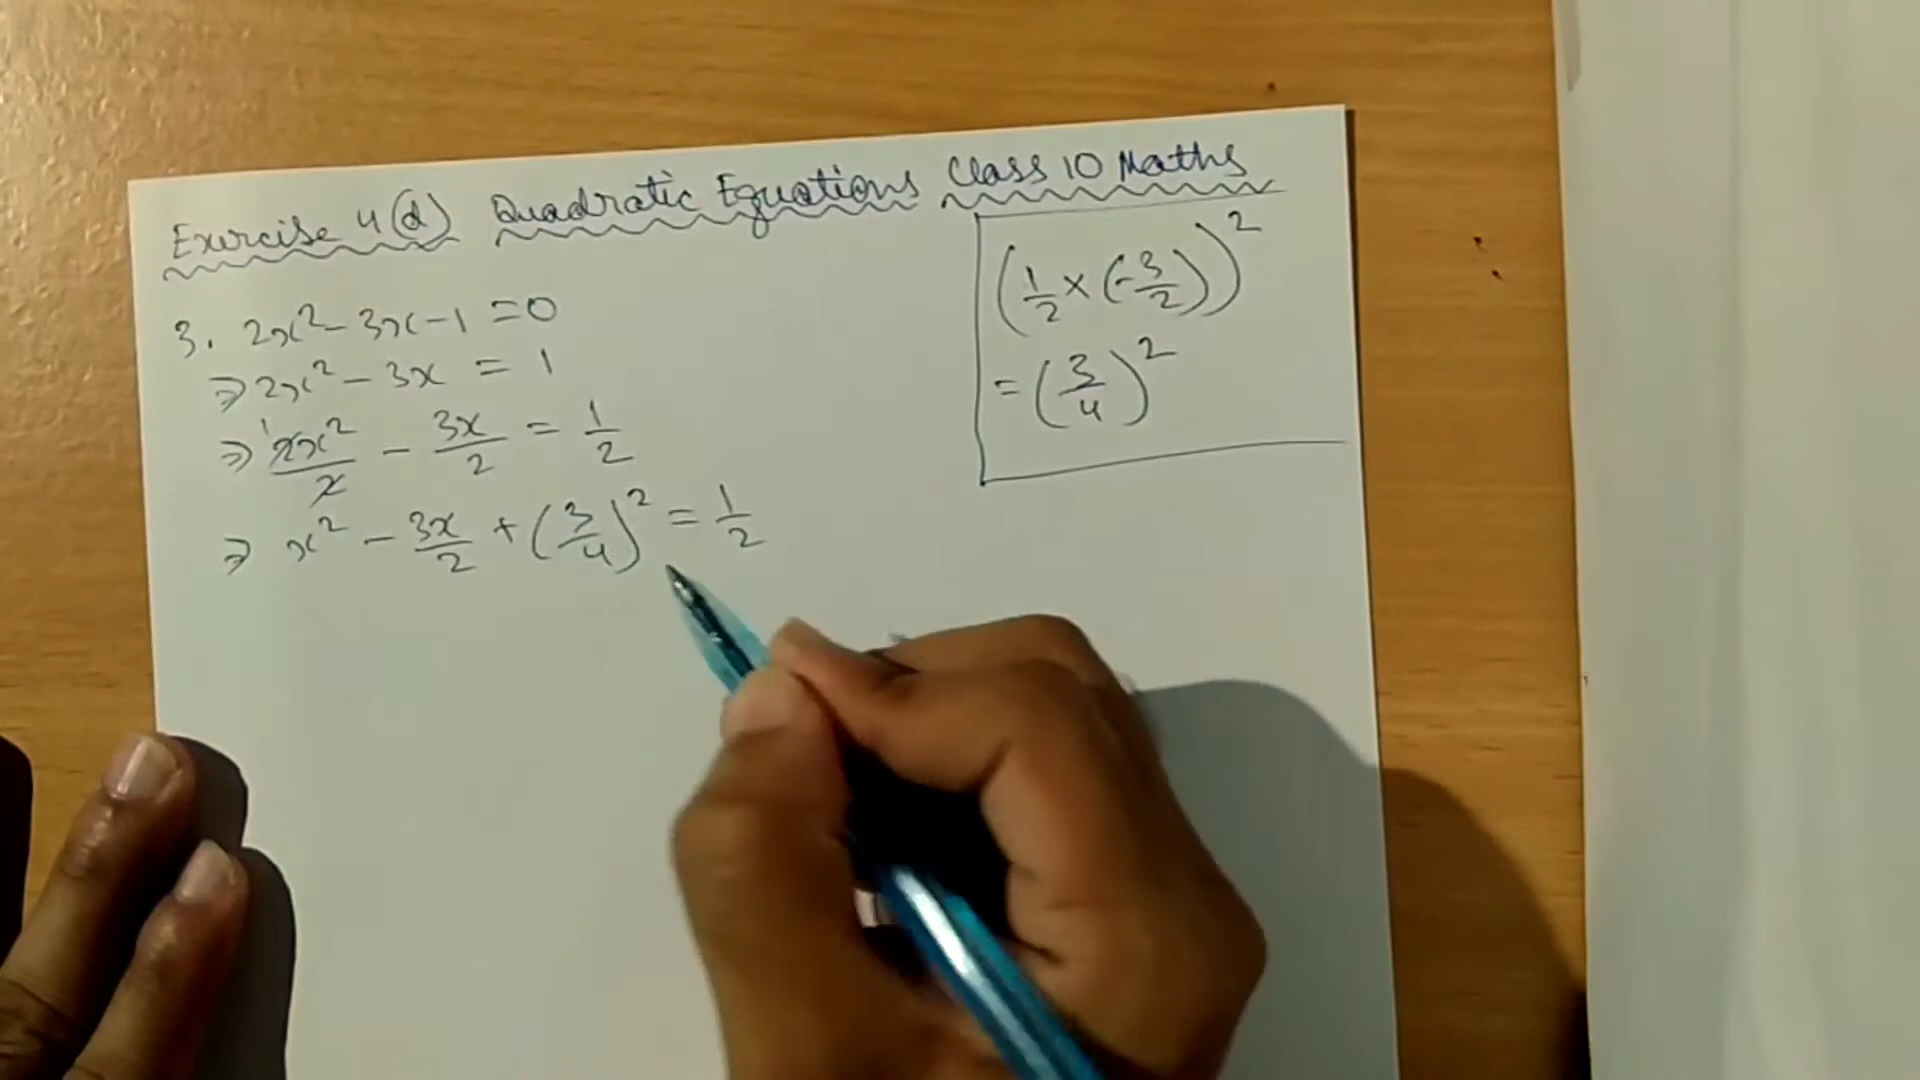 Exercise 4(d) Quadratic Equations Class 10 Maths
3. 2x² - 3x - 1 = 0
⇒ 2x² - 3x = 1
⇒ 1 2x²/2 - 3x/2 = 1/2
⇒ x² - 3x/2 + (3/4)² = 1/2
(1/2 × (-3/2))²
= (3/4)²